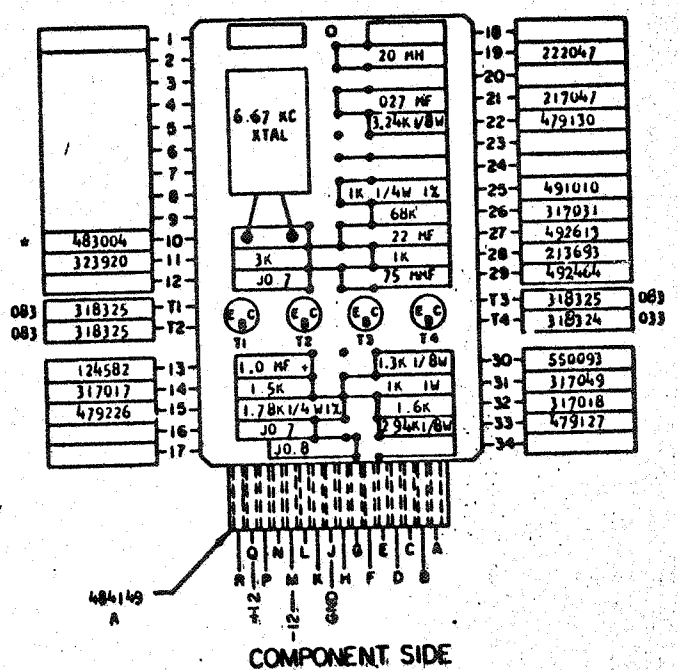 1
2
3
4
5
6
7
8
9
* 483004 10
323920 11
12
083 318325 T1
083 318325 T2
124582 13
317017 14
479226 15
16
17
6.67 KC
XTAL
20 MH
027 MF
3.24K 1/8W
1K 1/4W 1%
68K
22 MF
3K 1K
J0 7 75 MMF
E B C E B C E B C E B C
T1 T2 T3 T4
1.0 MF + 1.3K 1/8W
1.5K 1K 1W
1.78K 1/4W 1% 1.6K
J0 7 2.94K 1/8W
J0.8
18
19 222047
20
21 217047
22 479130
23
24
25 491010
26 317031
27 492613
28 213693
29 492464
T3 318325 083
T4 318324 033
30 550093
31 317049
32 317018
33 479127
34
R Q P N M L K J H G F E D C B A
+12 -12 GND
484149
A
COMPONENT SIDE